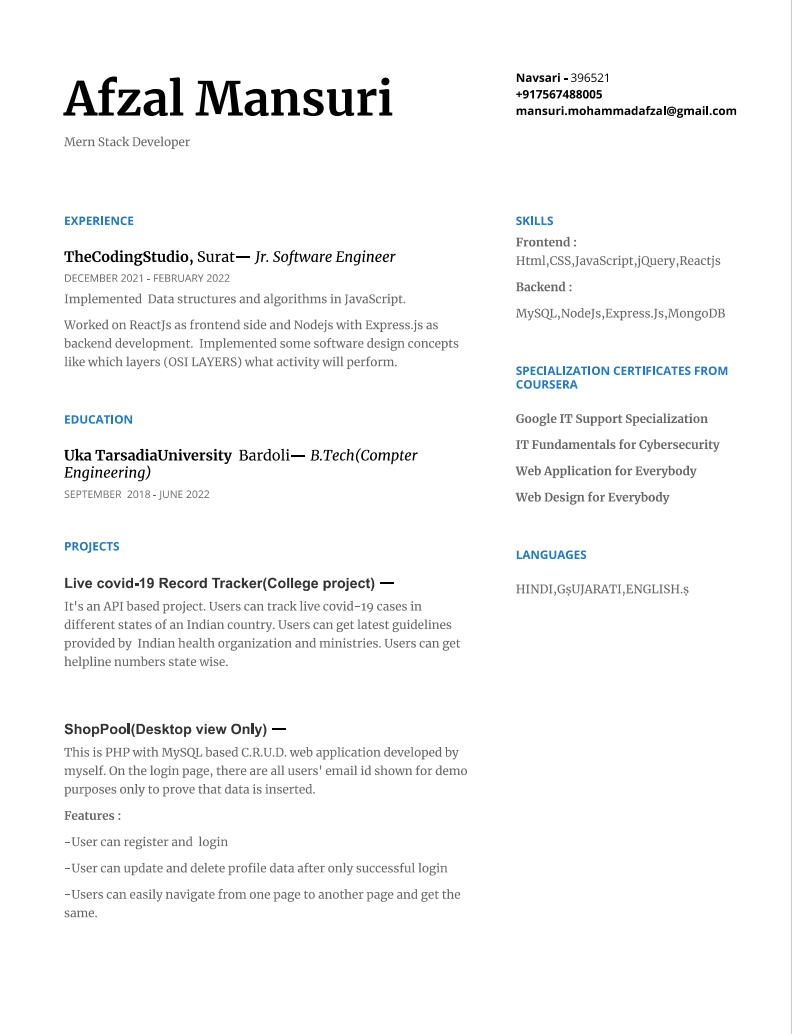 Afzal Mansuri
Mern Stack Developer
Navsari - 396521
+917567488005
mansuri.mohammadafzal@gmail.com
EXPERIENCE
TheCodingStudio, Surat— Jr. Software Engineer
DECEMBER 2021 - FEBRUARY 2022
Implemented  Data structures and algorithms in JavaScript.
Worked on ReactJs as frontend side and Nodejs with Express.js as
backend development.  Implemented some software design concepts
like which layers (OSI LAYERS) what activity will perform.
EDUCATION
Uka TarsadiaUniversity  Bardoli— B.Tech(Compter
Engineering)
SEPTEMBER  2018 - JUNE 2022
PROJECTS
Live covid-19 Record Tracker(College project) —
It's an API based project. Users can track live covid-19 cases in
different states of an Indian country. Users can get latest guidelines
provided by  Indian health organization and ministries. Users can get
helpline numbers state wise.
ShopPool(Desktop view Only) —
This is PHP with MySQL based C.R.U.D. web application developed by
myself. On the login page, there are all users' email id shown for demo
purposes only to prove that data is inserted.
Features :
-User can register and  login
-User can update and delete profile data after only successful login
-Users can easily navigate from one page to another page and get the
same.
SKILLS
Frontend :
Html,CSS,JavaScript,jQuery,Reactjs
Backend :
MySQL,NodeJs,Express.Js,MongoDB
SPECIALIZATION CERTIFICATES FROM
COURSERA
Google IT Support Specialization
IT Fundamentals for Cybersecurity
Web Application for Everybody
Web Design for Everybody
LANGUAGES
HINDI,GșUJARATI,ENGLISH.ș